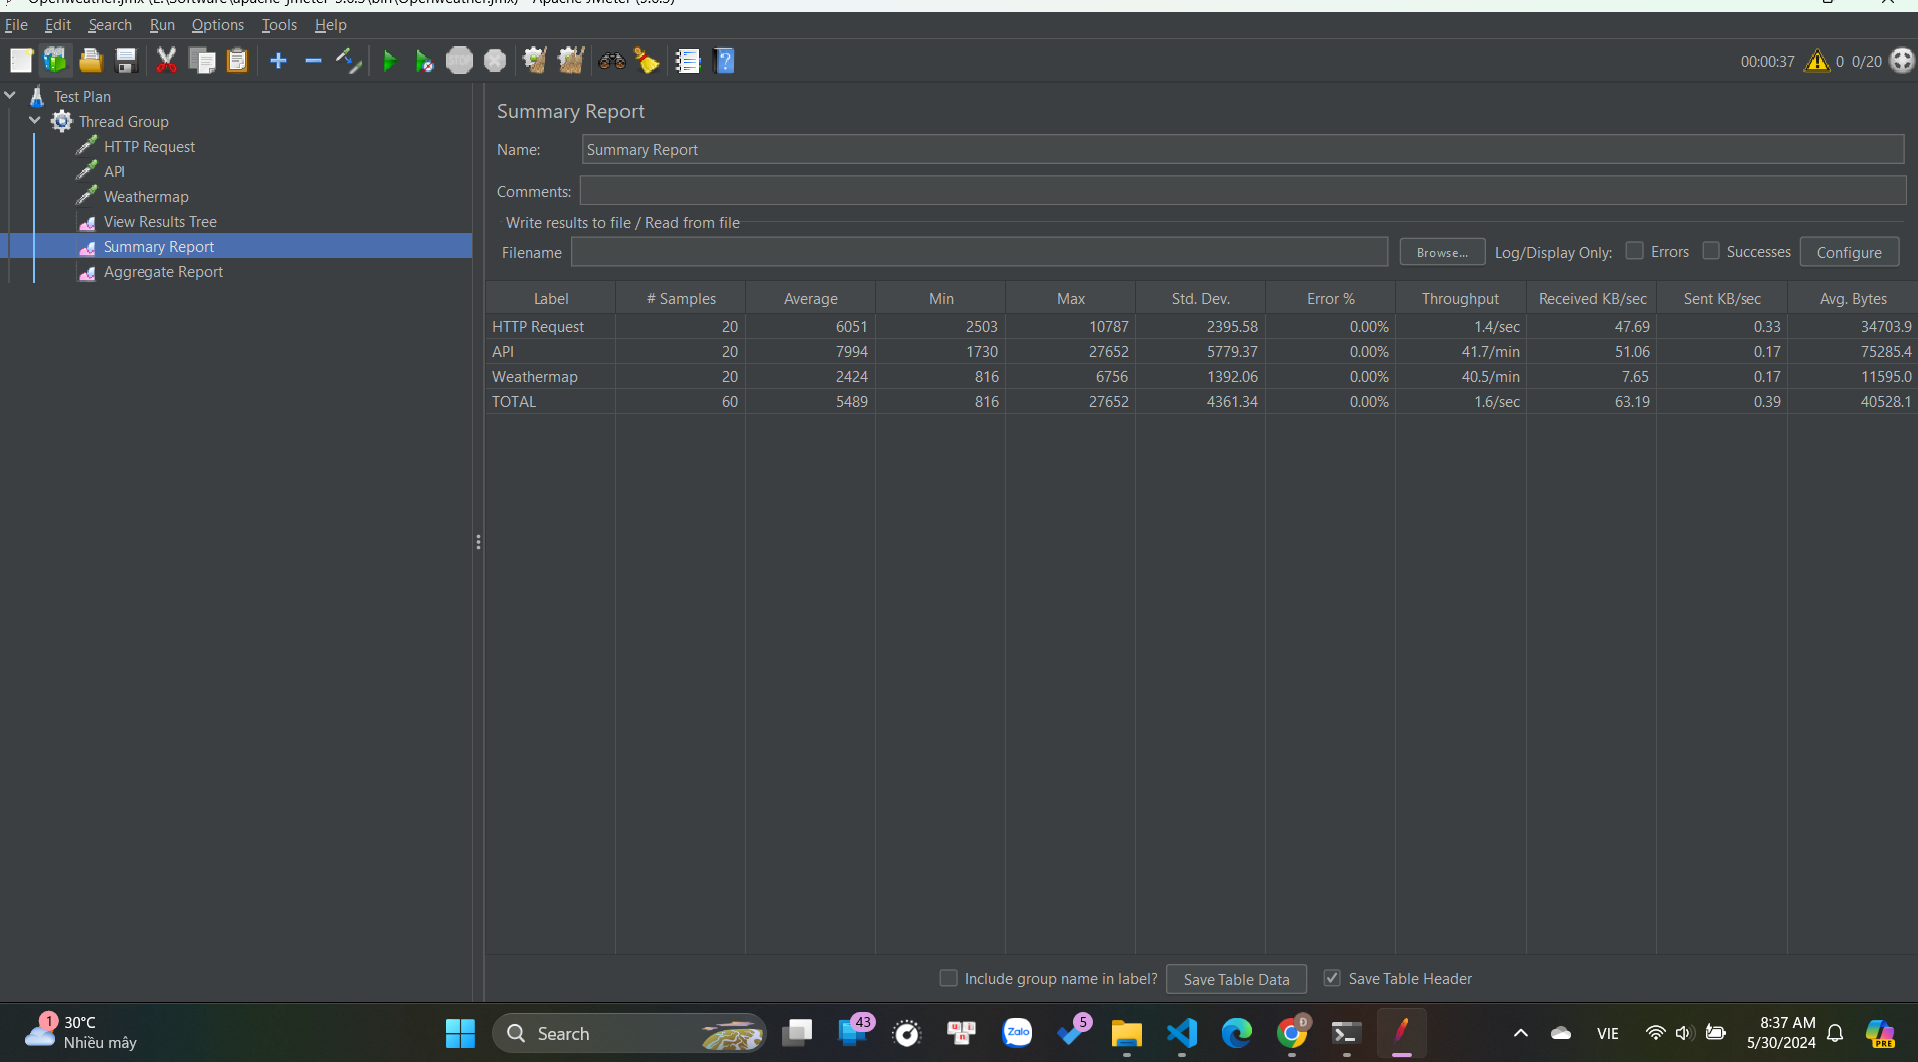 File Edit Search Run Options Tools Help
00:00:37 0 0/20
Test Plan
Thread Group
HTTP Request
API
Weathermap
View Results Tree
Summary Report
Aggregate Report
Summary Report
Name: Summary Report
Comments:
Write results to file / Read from file
Filename Browse... Log/Display Only: Errors Successes Configure
Label # Samples Average Min Max Std. Dev. Error % Throughput Received KB/sec Sent KB/sec Avg. Bytes
HTTP Request 20 6051 2503 10787 2395.58 0.00% 1.4/sec 47.69 0.33 34703.9
API 20 7994 1730 27652 5779.37 0.00% 41.7/min 51.06 0.17 75285.4
Weathermap 20 2424 816 6756 1392.06 0.00% 40.5/min 7.65 0.17 11595.0
TOTAL 60 5489 816 27652 4361.34 0.00% 1.6/sec 63.19 0.39 40528.1
Include group name in label? Save Table Data Save Table Header
1 30°C
Nhiều mây
Search
43
Zalo
5
Đ
VIE
8:37 AM
5/30/2024
PRE